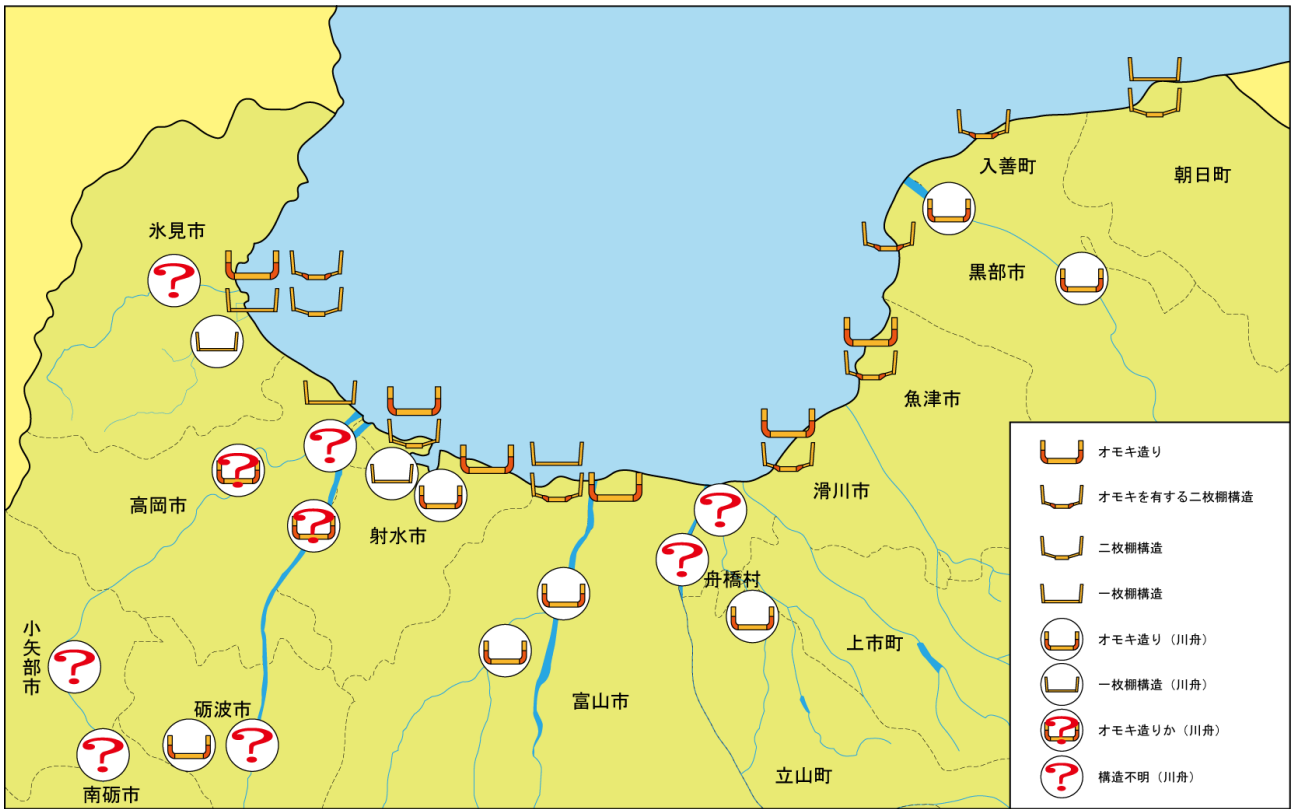 入善町
朝日町
氷見市
黒部市
魚津市
滑川市
高岡市
射水市
舟橋村
小矢部市
上市町
砺波市
富山市
立山町
南砺市
オモキ造り
オモキを有する二枚棚構造
二枚棚構造
一枚棚構造
オモキ造り（川舟）
一枚棚構造（川舟）
オモキ造りか（川舟）
構造不明（川舟）